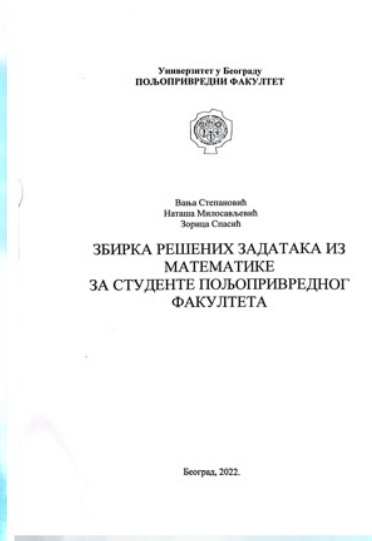 Универзитет у Београду
ПОЉОПРИВРЕДНИ ФАКУЛТЕТ
Вања Степановић
Наташа Милосављевић
Зорица Спасић
ЗБИРКА РЕШЕНИХ ЗАДАТАКА ИЗ
МАТЕМАТИКЕ
ЗА СТУДЕНТЕ ПОЉОПРИВРЕДНОГ
ФАКУЛТЕТА
Београд, 2022.